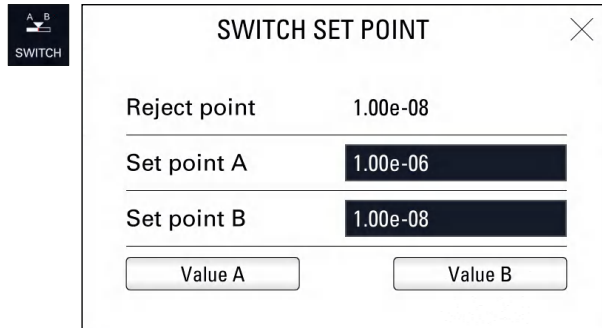 A B
SWITCH
SWITCH SET POINT
Reject point 1.00e-08
Set point A 1.00e-06
Set point B 1.00e-08
Value A Value B